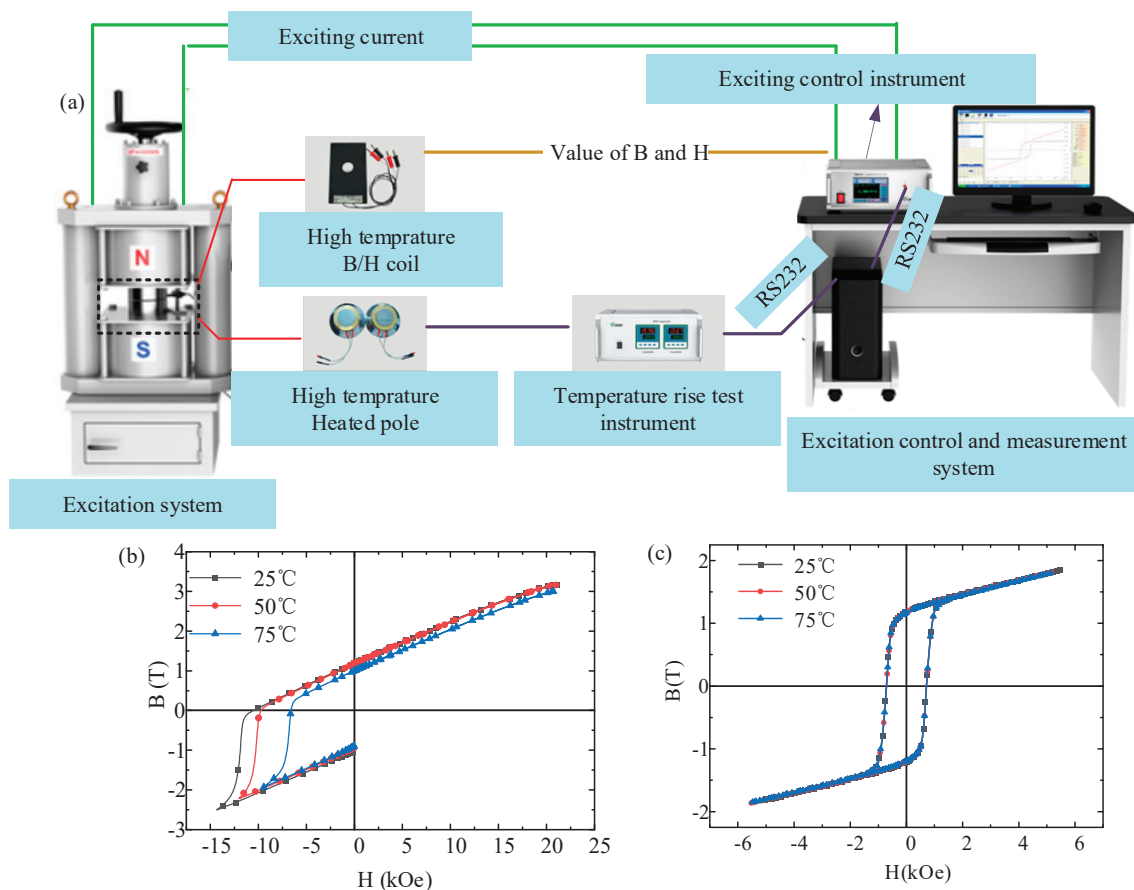 Exciting current
Exciting control instrument
(a)
Value of B and H
N
High temprature
B/H coil
RS232
RS232
S
High temprature
Heated pole
Temperature rise test
instrument
Excitation control and measurement
system
Excitation system
(b)
25℃
50℃
75℃
B (T)
4
3
2
1
0
-1
-2
-3
-15
-10
-5
0
5
10
15
20
25
H (kOe)
(c)
25℃
50℃
75℃
B(T)
2
1
0
-1
-2
-6
-4
-2
0
2
4
6
H(kOe)